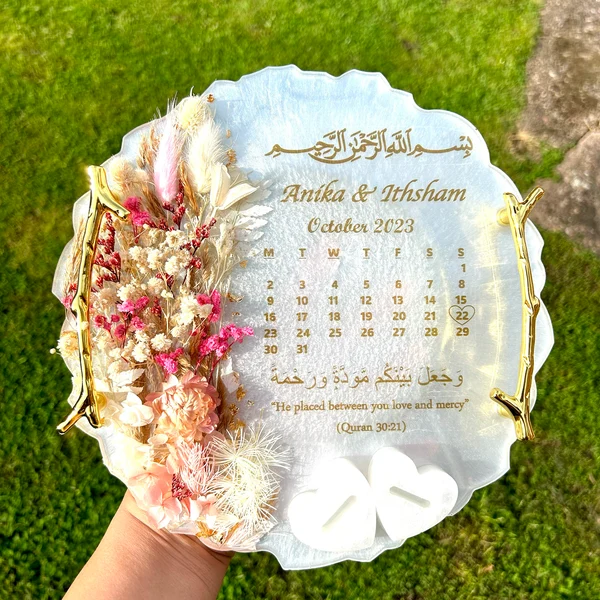 بِسْمِ اللَّهِ الرَّحْمَٰنِ الرَّحِيمِ
Anika & Ithsham
October 2023
M T W T F S S
1
2 3 4 5 6 7 8
9 10 11 12 13 14 15
16 17 18 19 20 21 22
23 24 25 26 27 28 29
30 31
وَجَعَلَ بَيْنَكُم مَّوَدَّةً وَرَحْمَةً
“He placed between you love and mercy”
(Quran 30:21)